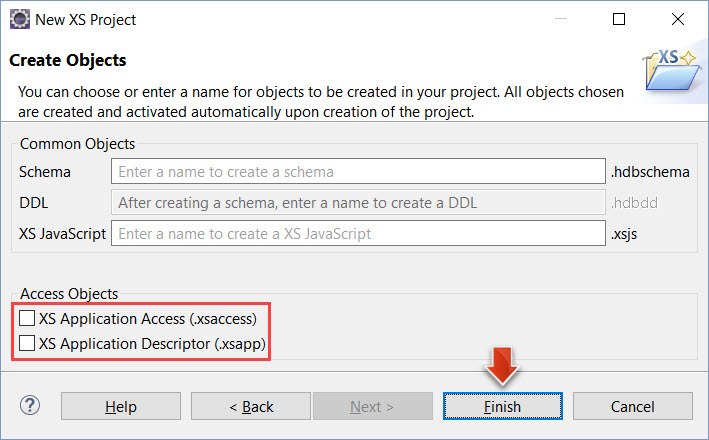 New XS Project
Create Objects
XS
You can choose or enter a name for objects to be created in your project. All objects chosen
are created and activated automatically upon creation of the project.
Common Objects
Schema Enter a name to create a schema .hdbschema
DDL After creating a schema, enter a name to create a DDL .hdbdd
XS JavaScript Enter a name to create a XS JavaScript .xsjs
Access Objects
XS Application Access (.xsaccess)
XS Application Descriptor (.xsapp)
? Help < Back Next > Finish Cancel